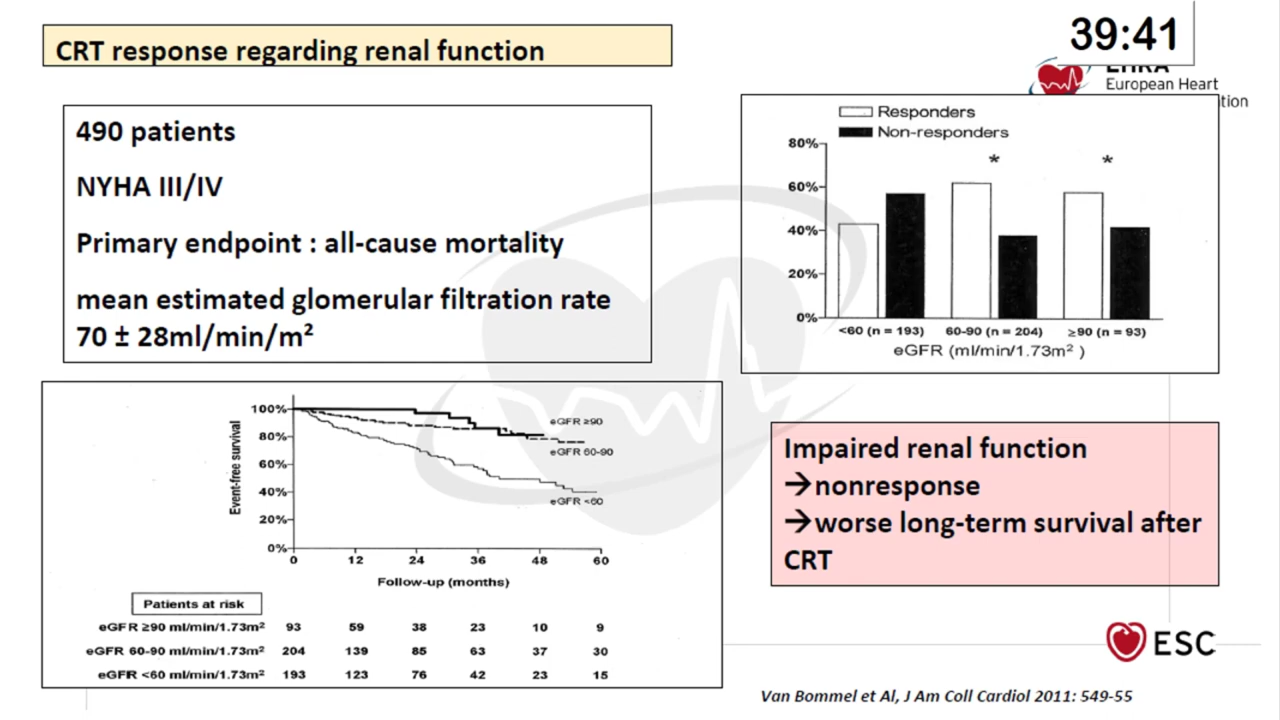 CRT response regarding renal function
39:41
EHRA
European Heart
tion
490 patients
NYHA III/IV
Primary endpoint : all-cause mortality
mean estimated glomerular filtration rate
70 ± 28ml/min/m²
Responders
Non-responders
80%
60%
40%
20%
0%
* *
<60 (n = 193) 60-90 (n = 204) ≥90 (n = 93)
eGFR (ml/min/1.73m² )
Event-free survival
100%
80%
60%
40%
20%
0%
eGFR ≥90
eGFR 60-90
eGFR <60
0 12 24 36 48 60
Follow-up (months)
Patients at risk
eGFR ≥90 ml/min/1.73m² 93 59 38 23 10 9
eGFR 60-90 ml/min/1.73m² 204 139 85 63 37 30
eGFR <60 ml/min/1.73m² 193 123 76 42 23 15
Impaired renal function
→nonresponse
→worse long-term survival after
CRT
ESC
Van Bommel et Al, J Am Coll Cardiol 2011: 549-55